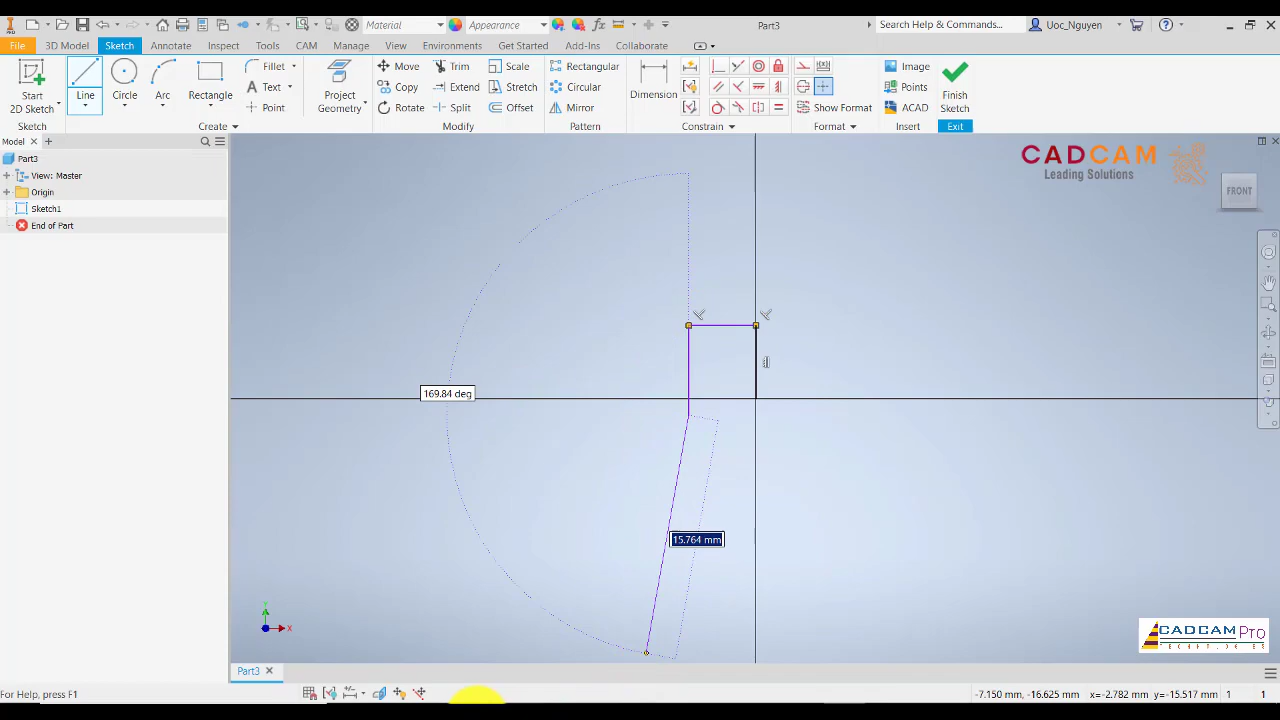 Material
Appearance
Part3
Search Help & Commands...
Uoc_Nguyen
File
3D Model
Sketch
Annotate
Inspect
Tools
CAM
Manage
View
Environments
Get Started
Add-Ins
Collaborate
Start
2D Sketch
Line
Circle
Arc
Rectangle
Fillet
Text
Point
Project
Geometry
Move
Copy
Rotate
Trim
Extend
Split
Scale
Stretch
Offset
Rectangular
Circular
Mirror
Dimension
Show Format
Image
Points
ACAD
Finish
Sketch
Sketch
Create
Modify
Pattern
Constrain
Format
Insert
Exit
Model
Part3
View: Master
Origin
Sketch1
End of Part
CADCAM
Leading Solutions
FRONT
169.84 deg
15.764 mm
Y
X
CADCAM Pro
Part3
For Help, press F1
-7.150 mm, -16.625 mm
x=-2.782 mm
y=-15.517 mm
1
1